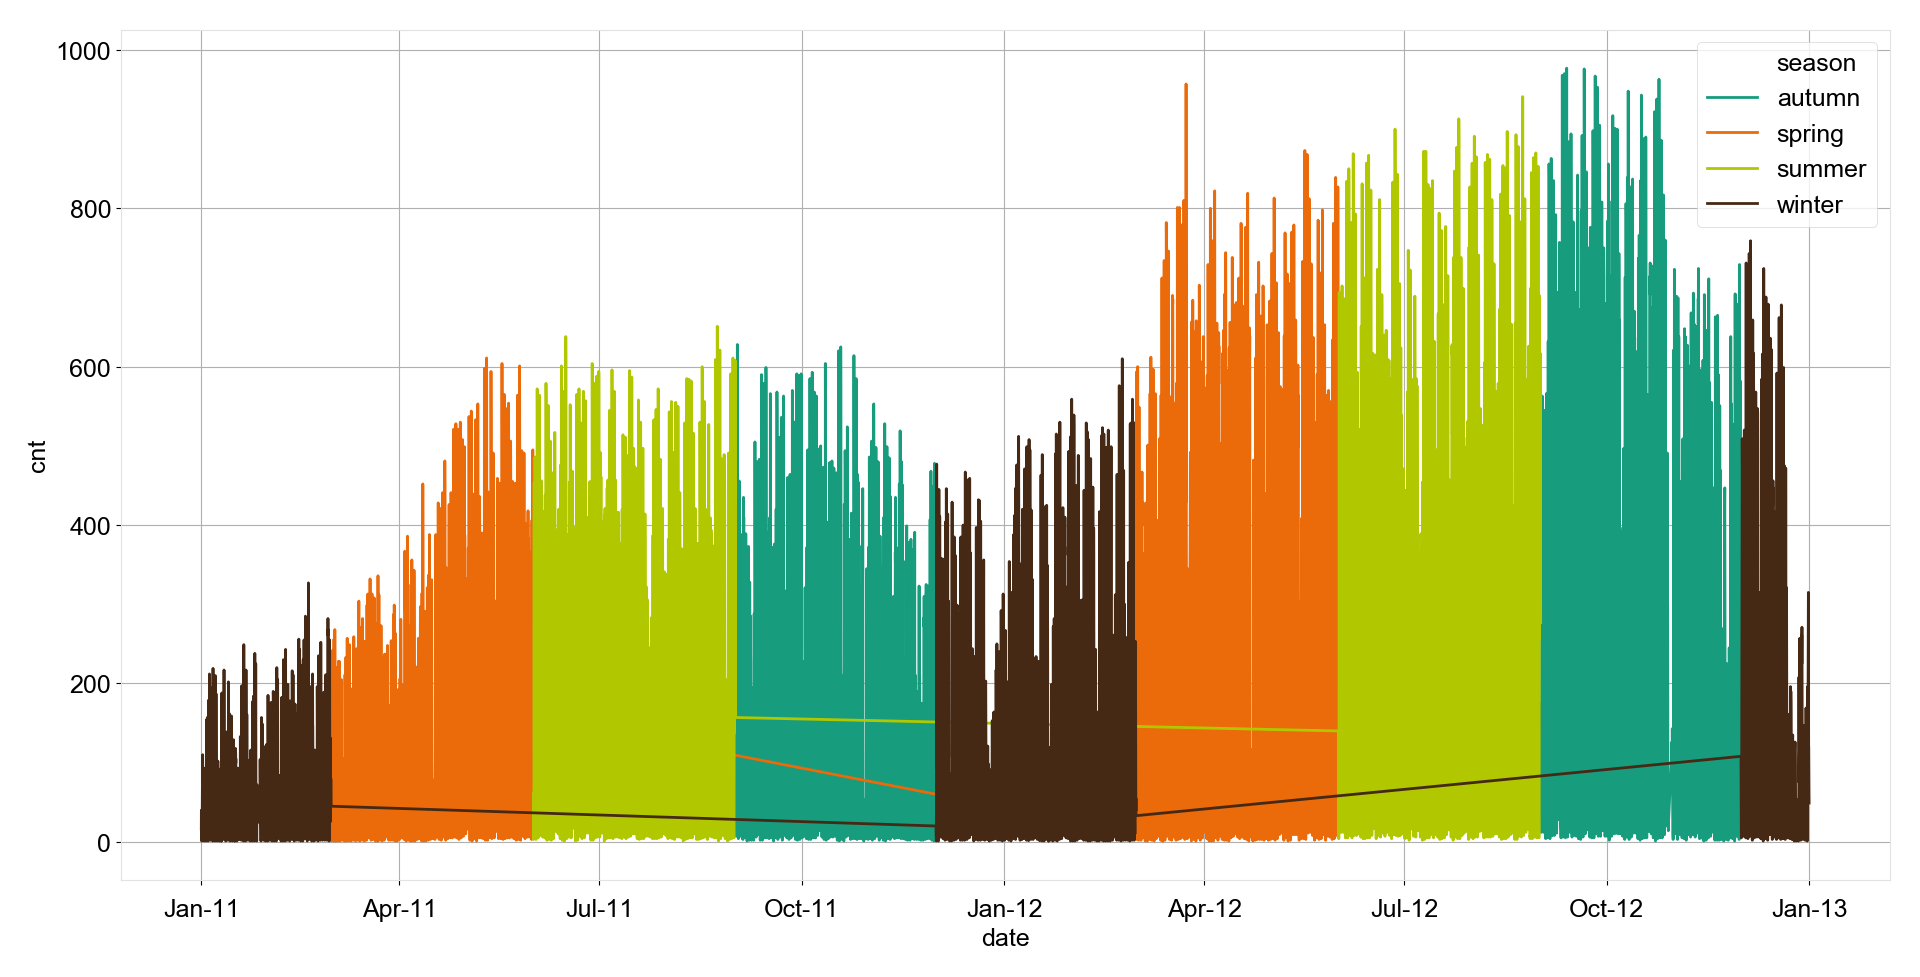 1000
800
600
400
200
0
cnt
season
autumn
spring
summer
winter
Jan-11 Apr-11 Jul-11 Oct-11 Jan-12 Apr-12 Jul-12 Oct-12 Jan-13
date